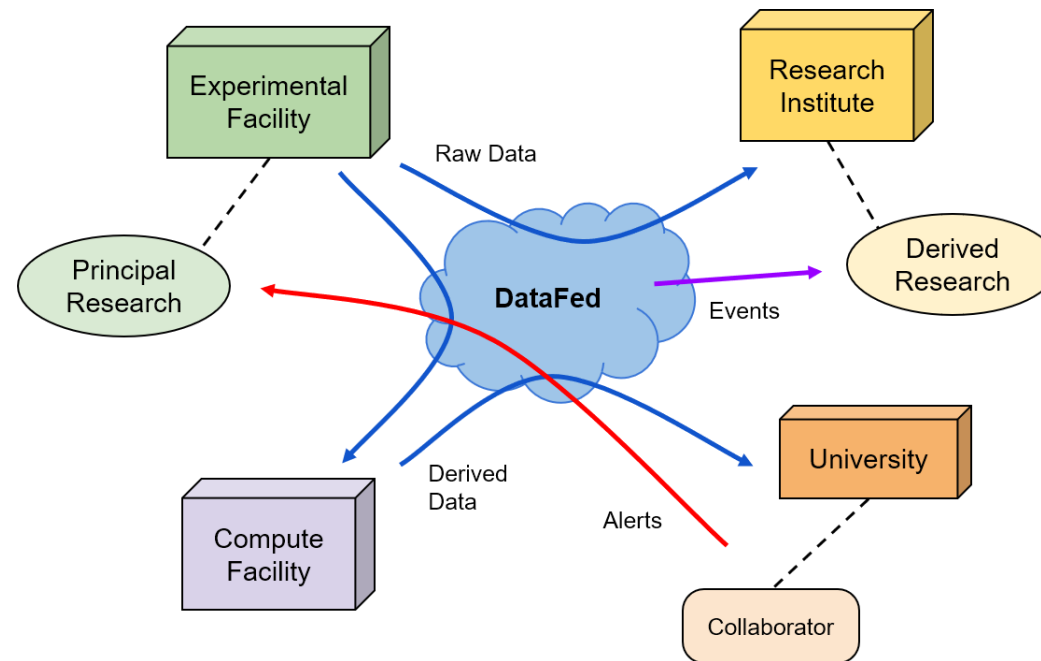 Experimental
Facility
Research
Institute
Raw Data
Principal
Research
DataFed
Derived
Research
Events
Compute
Facility
Derived
Data
University
Alerts
Collaborator